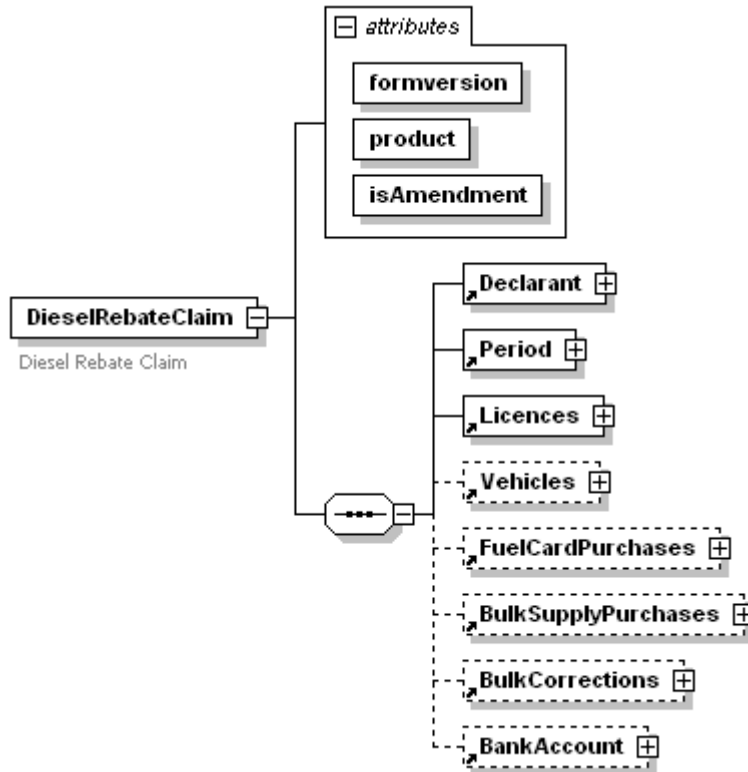 attributes
formversion
product
isAmendment
DieselRebateClaim
Diesel Rebate Claim
Declarant
Period
Licences
Vehicles
FuelCardPurchases
BulkSupplyPurchases
BulkCorrections
BankAccount